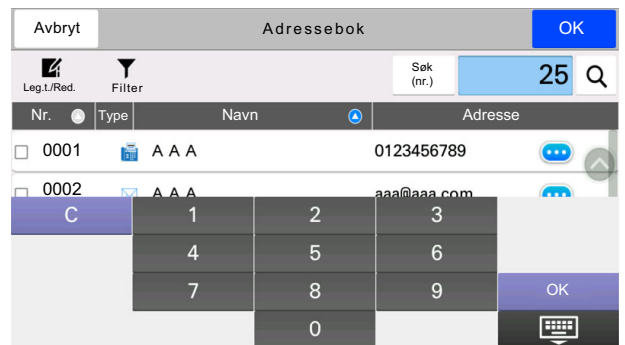 Avbryt Adressebok OK
Leg.t./Red. Filter Søk (nr.) 25
Nr. Type Navn Adresse
0001 A A A 0123456789
0002 A A A aaa@aaa.com
C 1 2 3
4 5 6
7 8 9 OK
0